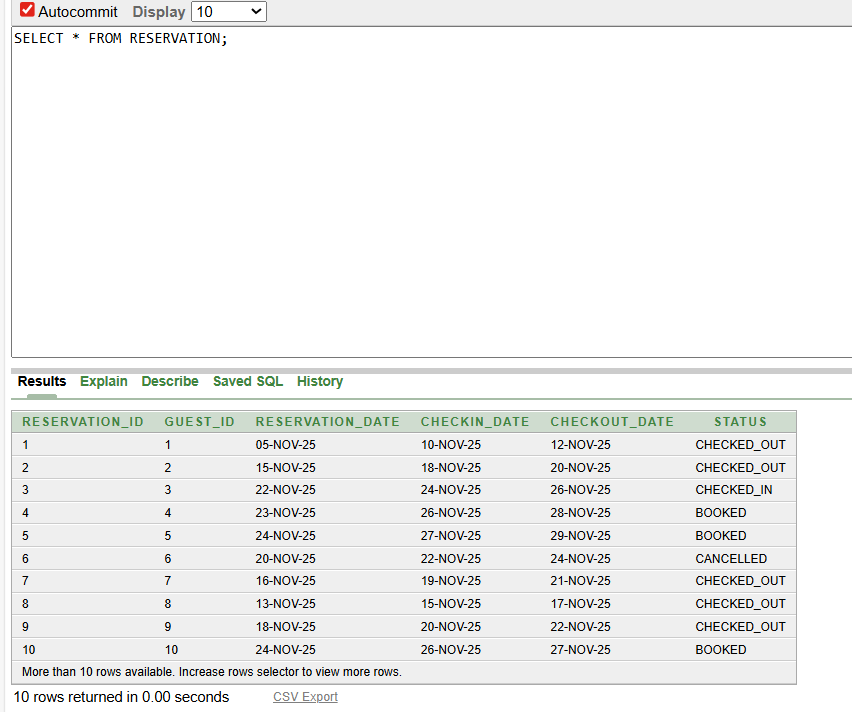 Autocommit Display 10
SELECT * FROM RESERVATION;
Results Explain Describe Saved SQL History
RESERVATION_ID GUEST_ID RESERVATION_DATE CHECKIN_DATE CHECKOUT_DATE STATUS
1 1 05-NOV-25 10-NOV-25 12-NOV-25 CHECKED_OUT
2 2 15-NOV-25 18-NOV-25 20-NOV-25 CHECKED_OUT
3 3 22-NOV-25 24-NOV-25 26-NOV-25 CHECKED_IN
4 4 23-NOV-25 26-NOV-25 28-NOV-25 BOOKED
5 5 24-NOV-25 27-NOV-25 29-NOV-25 BOOKED
6 6 20-NOV-25 22-NOV-25 24-NOV-25 CANCELLED
7 7 16-NOV-25 19-NOV-25 21-NOV-25 CHECKED_OUT
8 8 13-NOV-25 15-NOV-25 17-NOV-25 CHECKED_OUT
9 9 18-NOV-25 20-NOV-25 22-NOV-25 CHECKED_OUT
10 10 24-NOV-25 26-NOV-25 27-NOV-25 BOOKED
More than 10 rows available. Increase rows selector to view more rows.
10 rows returned in 0.00 seconds CSV Export